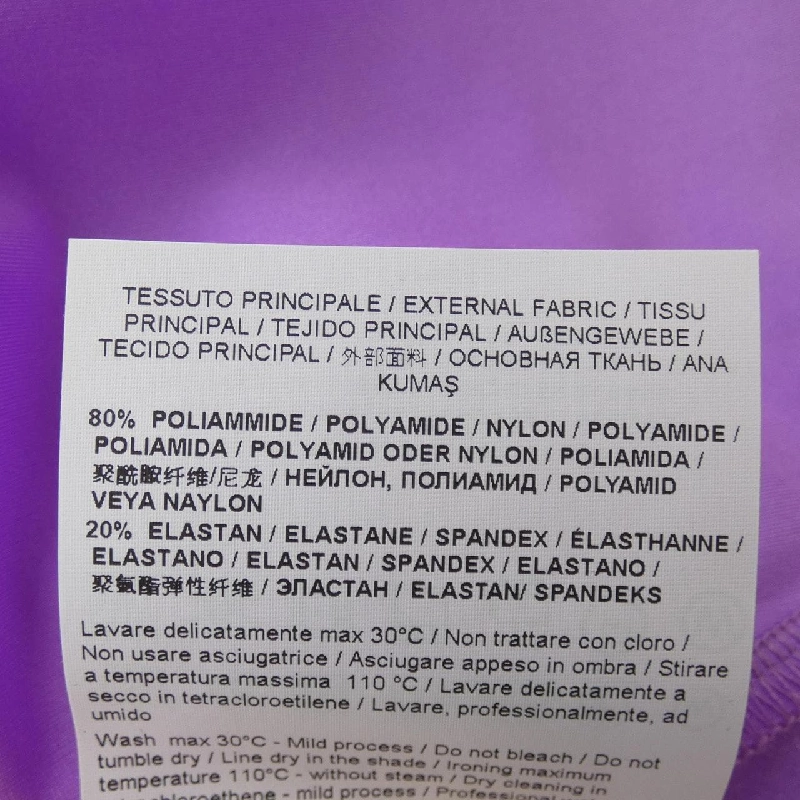 TESSUTO PRINCIPALE / EXTERNAL FABRIC / TISSU
PRINCIPAL / TEJIDO PRINCIPAL / AUßENGEWEBE /
TECIDO PRINCIPAL / 外部面料 / ОСНОВНАЯ ТКАНЬ / ANA
KUMAŞ
80% POLIAMMIDE / POLYAMIDE / NYLON / POLYAMIDE /
POLIAMIDA / POLYAMID ODER NYLON / POLIAMIDA /
聚酰胺纤维/尼龙 / НЕЙЛОН, ПОЛИАМИД / POLYAMID
VEYA NAYLON
20% ELASTAN / ELASTANE / SPANDEX / ÉLASTHANNE /
ELASTANO / ELASTAN / SPANDEX / ELASTANO /
聚氨酯弹性纤维 / ЭЛАСТАН / ELASTAN/ SPANDEKS
Lavare delicatamente max 30°C / Non trattare con cloro /
Non usare asciugatrice / Asciugare appeso in ombra / Stirare
a temperatura massima 110 °C / Lavare delicatamente a
secco in tetracloroetilene / Lavare, professionalmente, ad
umido
Wash max 30°C - Mild process / Do not bleach / Do not
tumble dry / Line dry in the shade / Ironing maximum
temperature 110°C - without steam / Dry cleaning in
- mild process / Professional